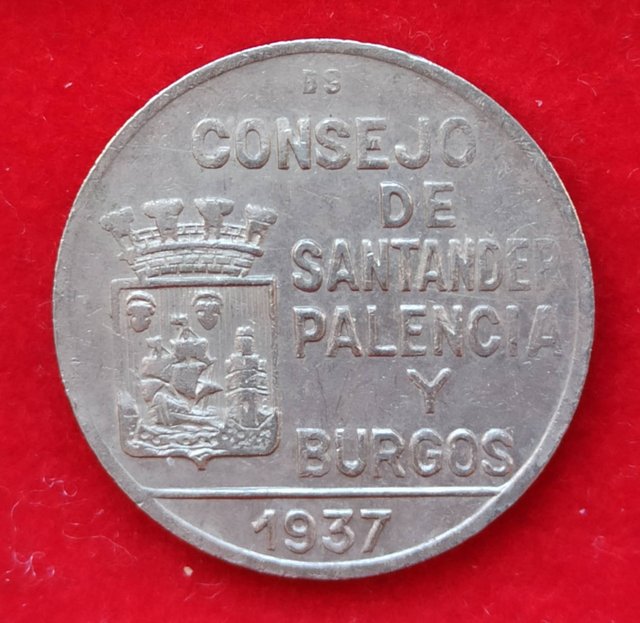 CONSEJO
DE
SANTANDER
PALENCIA
Y
BURGOS
1937